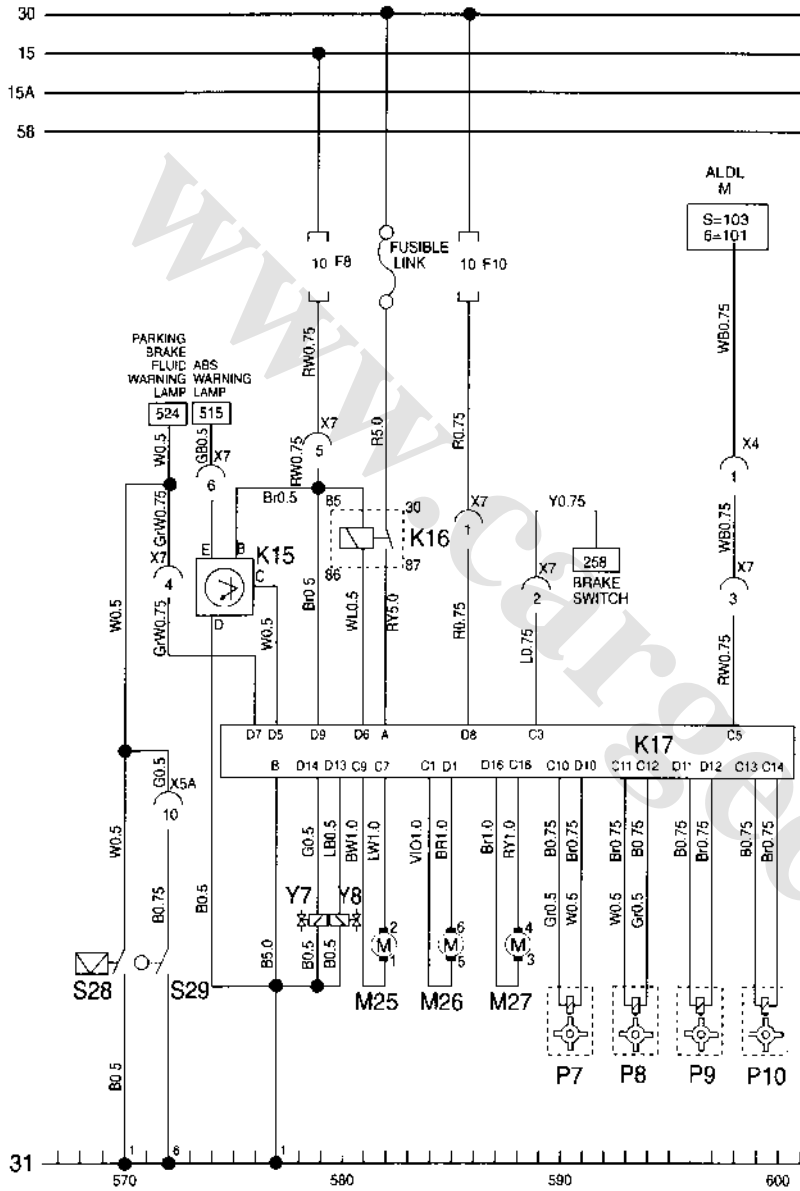 30
15
15A
58
www.cargeo
ALDL
M
S=103
6=101
10 F8
FUSIBLE
LINK
10 F10
PARKING
BRAKE
FLUID ABS
WARNING WARNING
LAMP LAMP
524 515
RW0.75
R5.0
R0.75
WB0.75
W0.5
GB0.5
X7
6
RW0.75
X7
5
X4
1
Br0.5
85
30
K16
86
87
X7
1
Y0.75
258
BRAKE
SWITCH
X7
2
WB0.75
X7
3
GrW0.75
X7
4
GrW0.75
E B
K15
C
D
W0.5
W0.5
Br0.5
WL0.5
RY5.0
R0.75
L0.75
RW0.75
D7 D5 D9 D6 A D8 C3 C5
K17
B D14 D13 C9 C7 C1 D1 D16 C16 C10 D10 C11 C12 D11 D12 C13 C14
G0.5
X5A
10
W0.5
B0.75
B0.5
B5.0
G0.5
LB0.5
BW1.0
LW1.0
VIO1.0
BR1.0
Br1.0
RY1.0
B0.75
Br0.75
Br0.75
B0.75
B0.75
Br0.75
B0.75
Br0.75
Gr0.5
W0.5
W0.5
Gr0.5
Y7 Y8
B0.5
B0.5
2
M
1
6
M
5
4
M
3
S28 S29
M25 M26 M27
P7 P8 P9 P10
B0.5
31
1 6 1
570 580 590 600